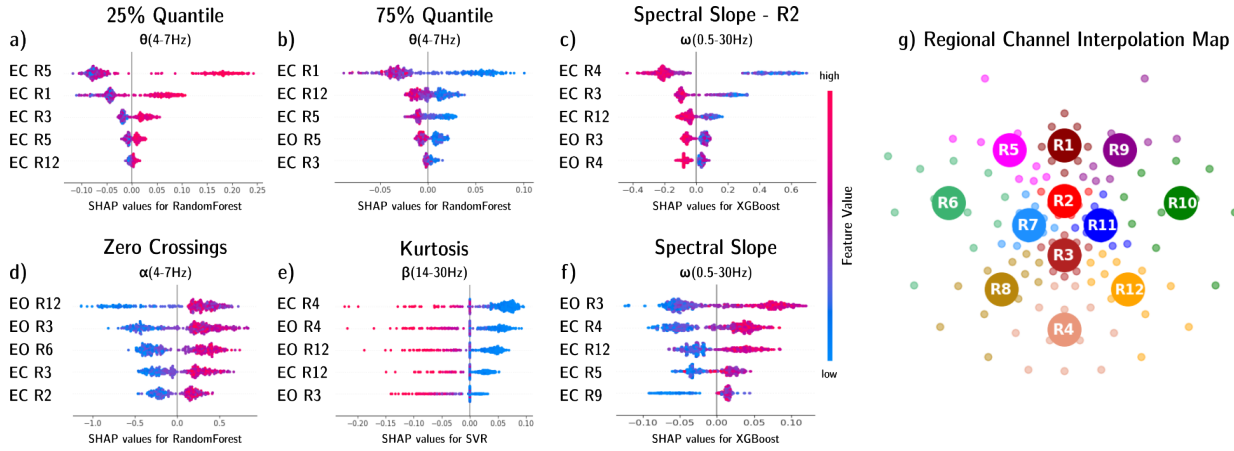 25% Quantile
a)
θ(4-7Hz)
EC R5
EC R1
EC R3
EC R5
EC R12
−0.10 −0.05 0.00 0.05 0.10 0.15 0.20 0.25
SHAP values for RandomForest
75% Quantile
b)
θ(4-7Hz)
EC R1
EC R12
EC R5
EO R5
EC R3
−0.10 −0.05 0.00 0.05 0.10
SHAP values for RandomForest
Spectral Slope - R2
c)
ω(0.5-30Hz)
EC R4
EC R3
EC R12
EO R3
EO R4
−0.4 −0.2 0.0 0.2 0.4 0.6
SHAP values for XGBoost
Zero Crossings
d)
α(4-7Hz)
EO R12
EO R3
EO R6
EC R3
EC R2
−1.0 −0.5 0.0 0.5
SHAP values for RandomForest
Kurtosis
e)
β(14-30Hz)
EC R4
EO R4
EO R12
EC R12
EO R3
−0.20 −0.15 −0.10 −0.05 0.00 0.05 0.10
SHAP values for SVR
Spectral Slope
f)
ω(0.5-30Hz)
EO R3
EC R4
EC R12
EC R5
EC R9
−0.10 −0.05 0.00 0.05 0.10
SHAP values for XGBoost
high
Feature Value
low
g) Regional Channel Interpolation Map
R5
R1
R9
R6
R2
R10
R7
R11
R3
R8
R12
R4